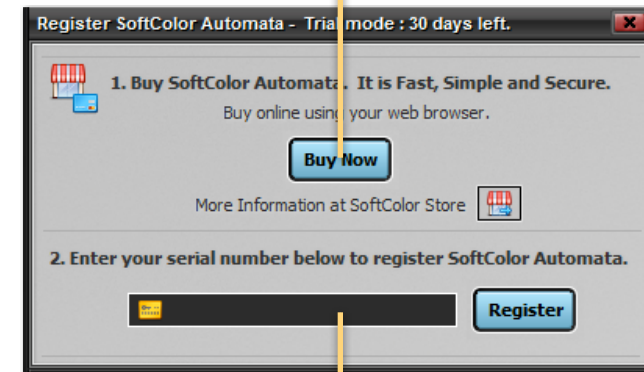 Register SoftColor Automata - Trial mode : 30 days left.
1. Buy SoftColor Automata. It is Fast, Simple and Secure.
Buy online using your web browser.
Buy Now
More Information at SoftColor Store
2. Enter your serial number below to register SoftColor Automata.
Register